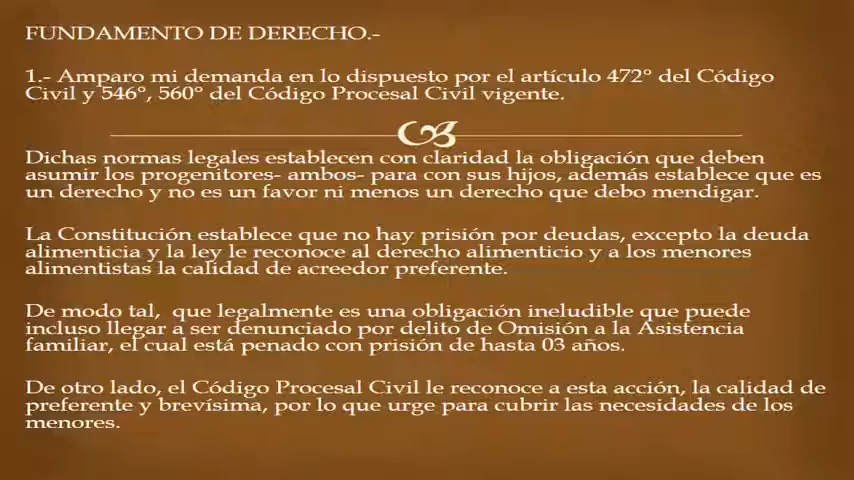 FUNDAMENTO DE DERECHO.-
1.- Amparo mi demanda en lo dispuesto por el artículo 472° del Código
Civil y 546°, 560° del Código Procesal Civil vigente.
Dichas normas legales establecen con claridad la obligación que deben
asumir los progenitores- ambos- para con sus hijos, además establece que es
un derecho y no es un favor ni menos un derecho que debo mendigar.
La Constitución establece que no hay prisión por deudas, excepto la deuda
alimenticia y la ley le reconoce al derecho alimenticio y a los menores
alimentistas la calidad de acreedor preferente.
De modo tal,  que legalmente es una obligación ineludible que puede
incluso llegar a ser denunciado por delito de Omisión a la Asistencia
familiar, el cual está penado con prisión de hasta 03 años.
De otro lado, el Código Procesal Civil le reconoce a esta acción, la calidad de
preferente y brevísima, por lo que urge para cubrir las necesidades de los
menores.